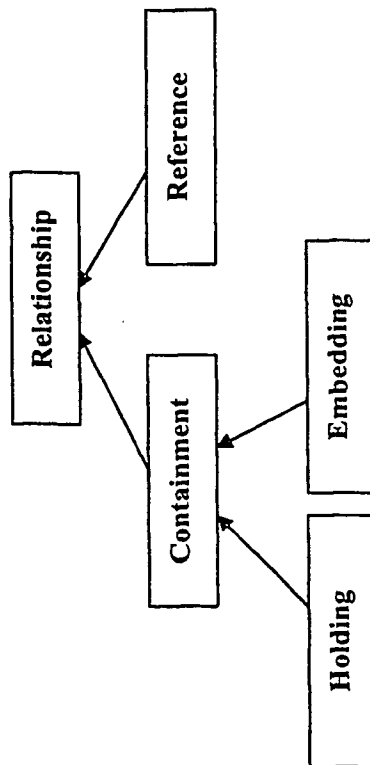 Relationship
Containment
Reference
Holding
Embedding